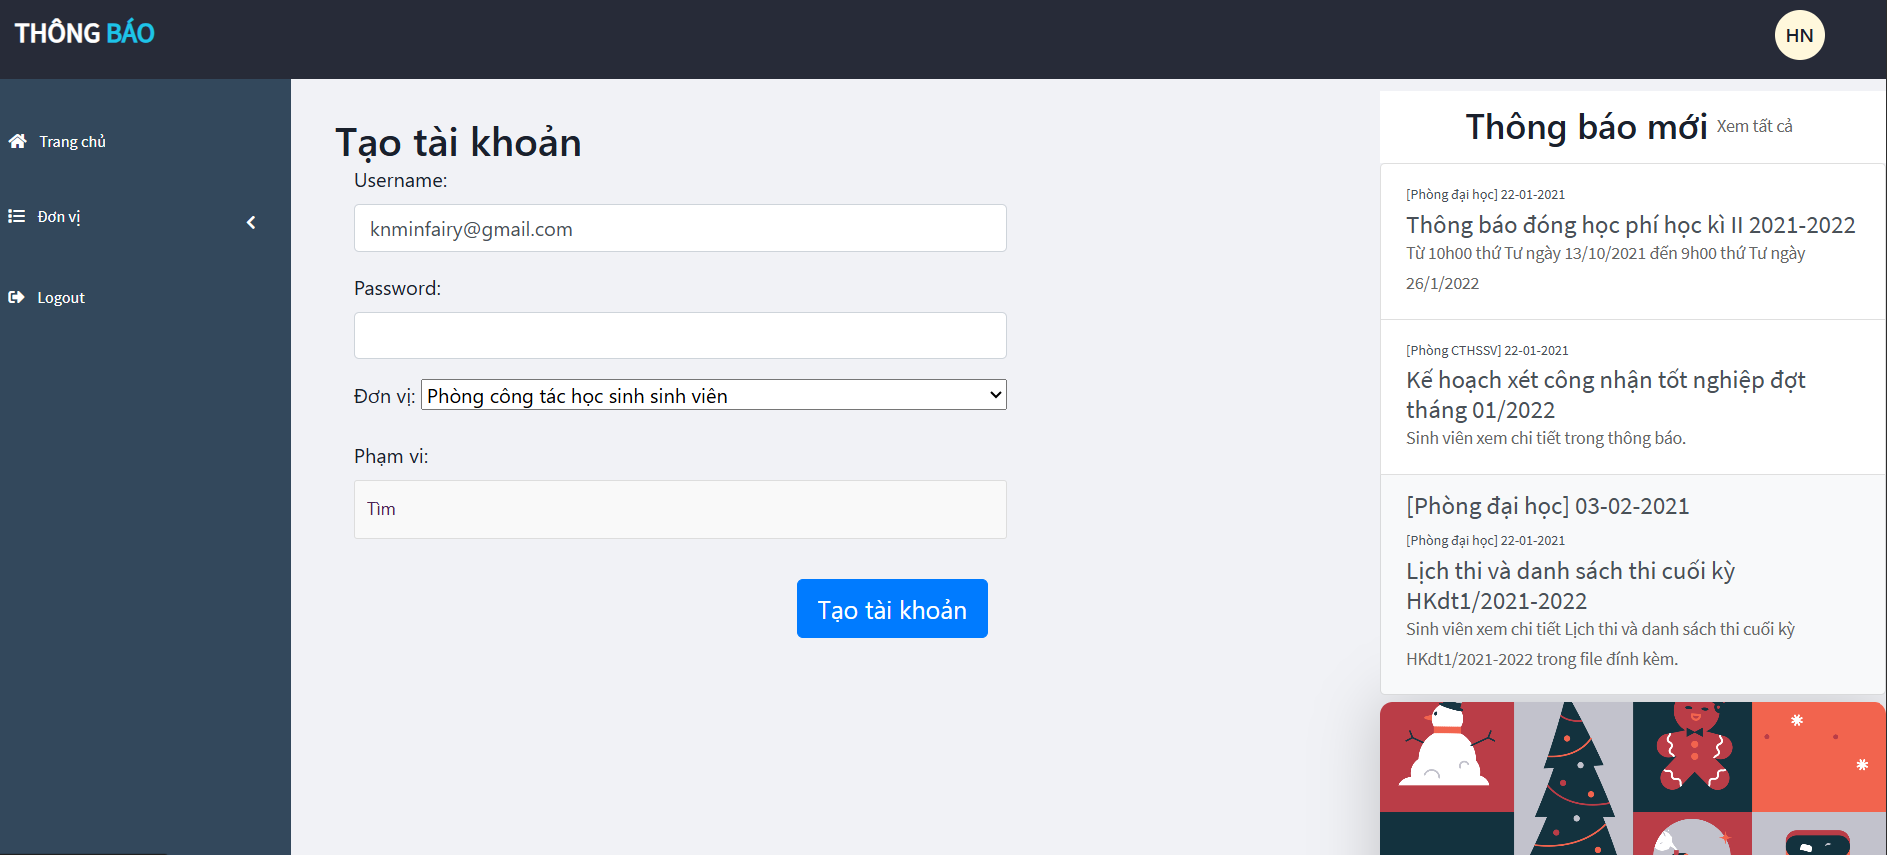 THÔNG BÁO
HN
Trang chủ
Đơn vị
Logout
Tạo tài khoản
Username:
knminfairy@gmail.com
Password:
Đơn vị: Phòng công tác học sinh sinh viên
Phạm vi:
Tìm
Tạo tài khoản
Thông báo mới Xem tất cả
[Phòng đại học] 22-01-2021
Thông báo đóng học phí học kì II 2021-2022
Từ 10h00 thứ Tư ngày 13/10/2021 đến 9h00 thứ Tư ngày
26/1/2022
[Phòng CTHSSV] 22-01-2021
Kế hoạch xét công nhận tốt nghiệp đợt
tháng 01/2022
Sinh viên xem chi tiết trong thông báo.
[Phòng đại học] 03-02-2021
[Phòng đại học] 22-01-2021
Lịch thi và danh sách thi cuối kỳ
HKdt1/2021-2022
Sinh viên xem chi tiết Lịch thi và danh sách thi cuối kỳ
HKdt1/2021-2022 trong file đính kèm.